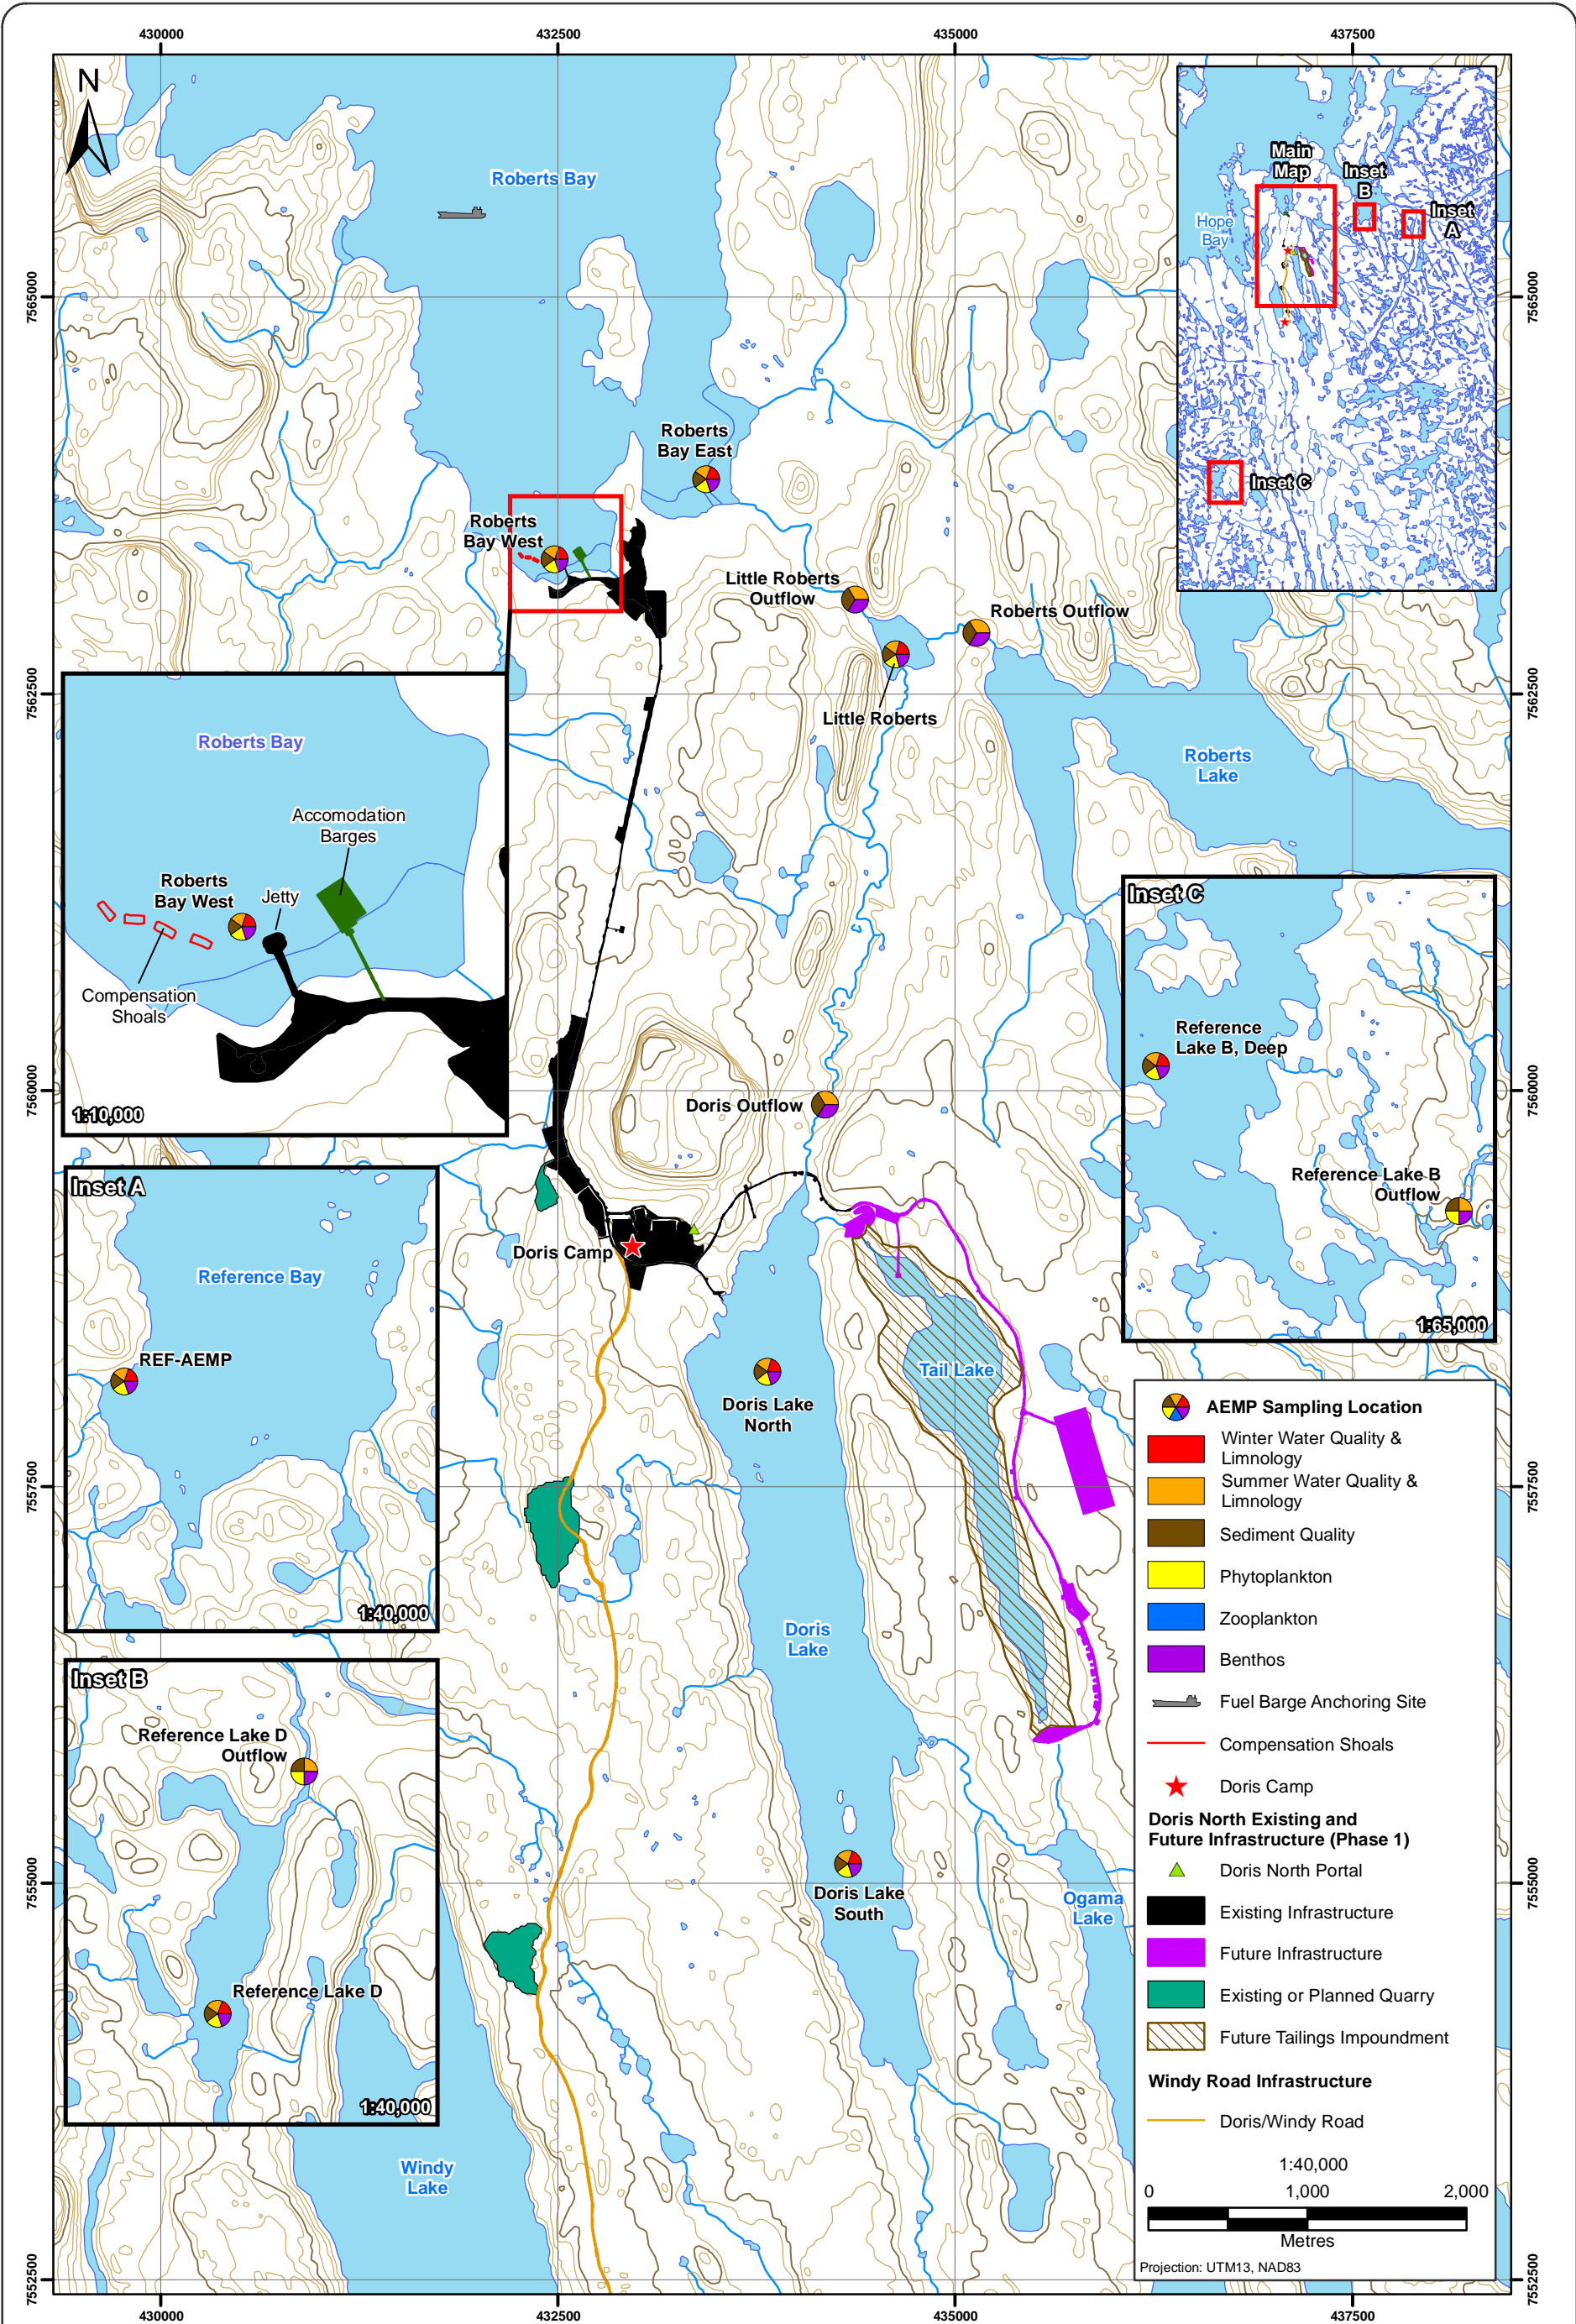 430000
432500
435000
437500
N
Roberts Bay
Main
Map
Inset
B
Inset
A
Hope
Bay
Inset C
7565000
7565000
Roberts
Bay East
Roberts
Bay West
Little Roberts
Outflow
Roberts Outflow
Little Roberts
7562500
7562500
Roberts
Lake
Roberts Bay
Accomodation
Barges
Roberts
Bay West
Jetty
Compensation
Shoals
1:10,000
Inset C
Reference
Lake B, Deep
Reference Lake B
Outflow
1:65,000
7560000
7560000
Doris Outflow
Inset A
Reference Bay
REF-AEMP
1:40,000
Doris Camp
Doris Lake
North
Tail Lake
7557500
7557500
Doris
Lake
Inset B
Reference Lake D
Outflow
Reference Lake D
1:40,000
Doris Lake
South
Ogama
Lake
7555000
7555000
Windy
Lake
AEMP Sampling Location
Winter Water Quality &
Limnology
Summer Water Quality &
Limnology
Sediment Quality
Phytoplankton
Zooplankton
Benthos
Fuel Barge Anchoring Site
Compensation Shoals
Doris Camp
Doris North Existing and
Future Infrastructure (Phase 1)
Doris North Portal
Existing Infrastructure
Future Infrastructure
Existing or Planned Quarry
Future Tailings Impoundment
Windy Road Infrastructure
Doris/Windy Road
1:40,000
0
1,000
2,000
Metres
Projection: UTM13, NAD83
7552500
7552500
430000
432500
435000
437500